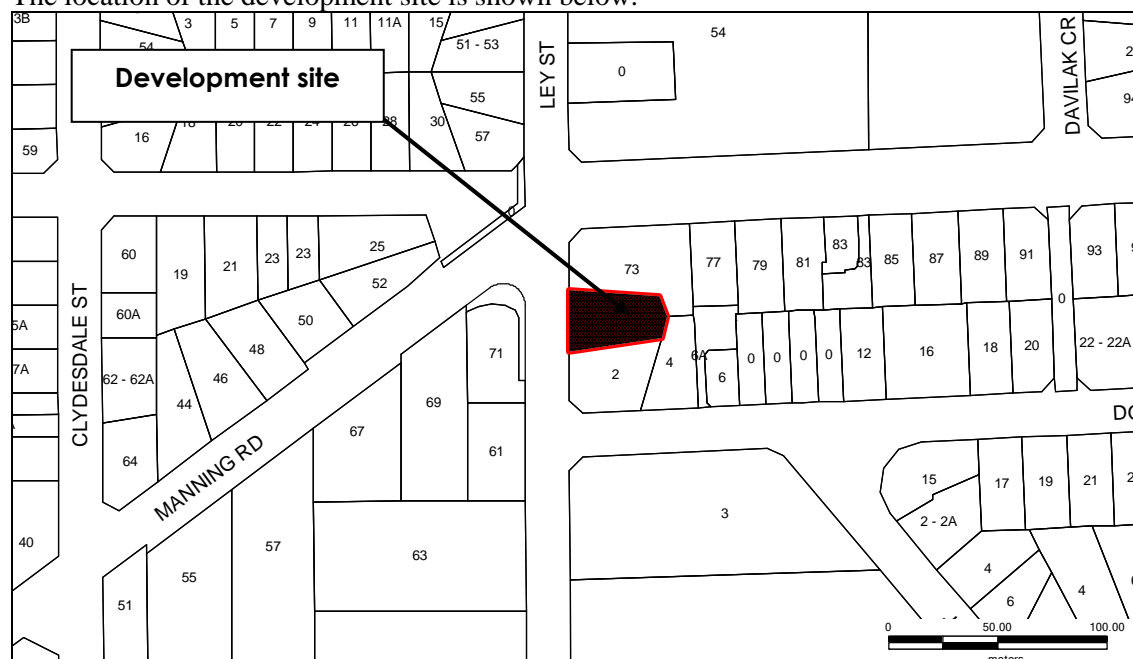 The location of the development site is shown below.
3B 3 5 7 9 11 11A 15 54
54 51 - 53 0 2
Development site LEY ST DAVILAK CR
55 94
16 18 20 22 24 26 28 30 57
59
0
60 19 21 23 23 25 73 77 79 81 83 83 85 87 89 91 93
52
60A 50 0
5A
CLYDESDALE ST
7A 62 - 62A 48 46 44 71 2 4 6A 6 0 0 0 0 12 16 18 20 22 - 22A
69
MANNING RD 67 61 DO
64
15 17 19 21 2
3 2 - 2A
40 57 63
55 4 4
51 6
0 50.00 100.00
meters